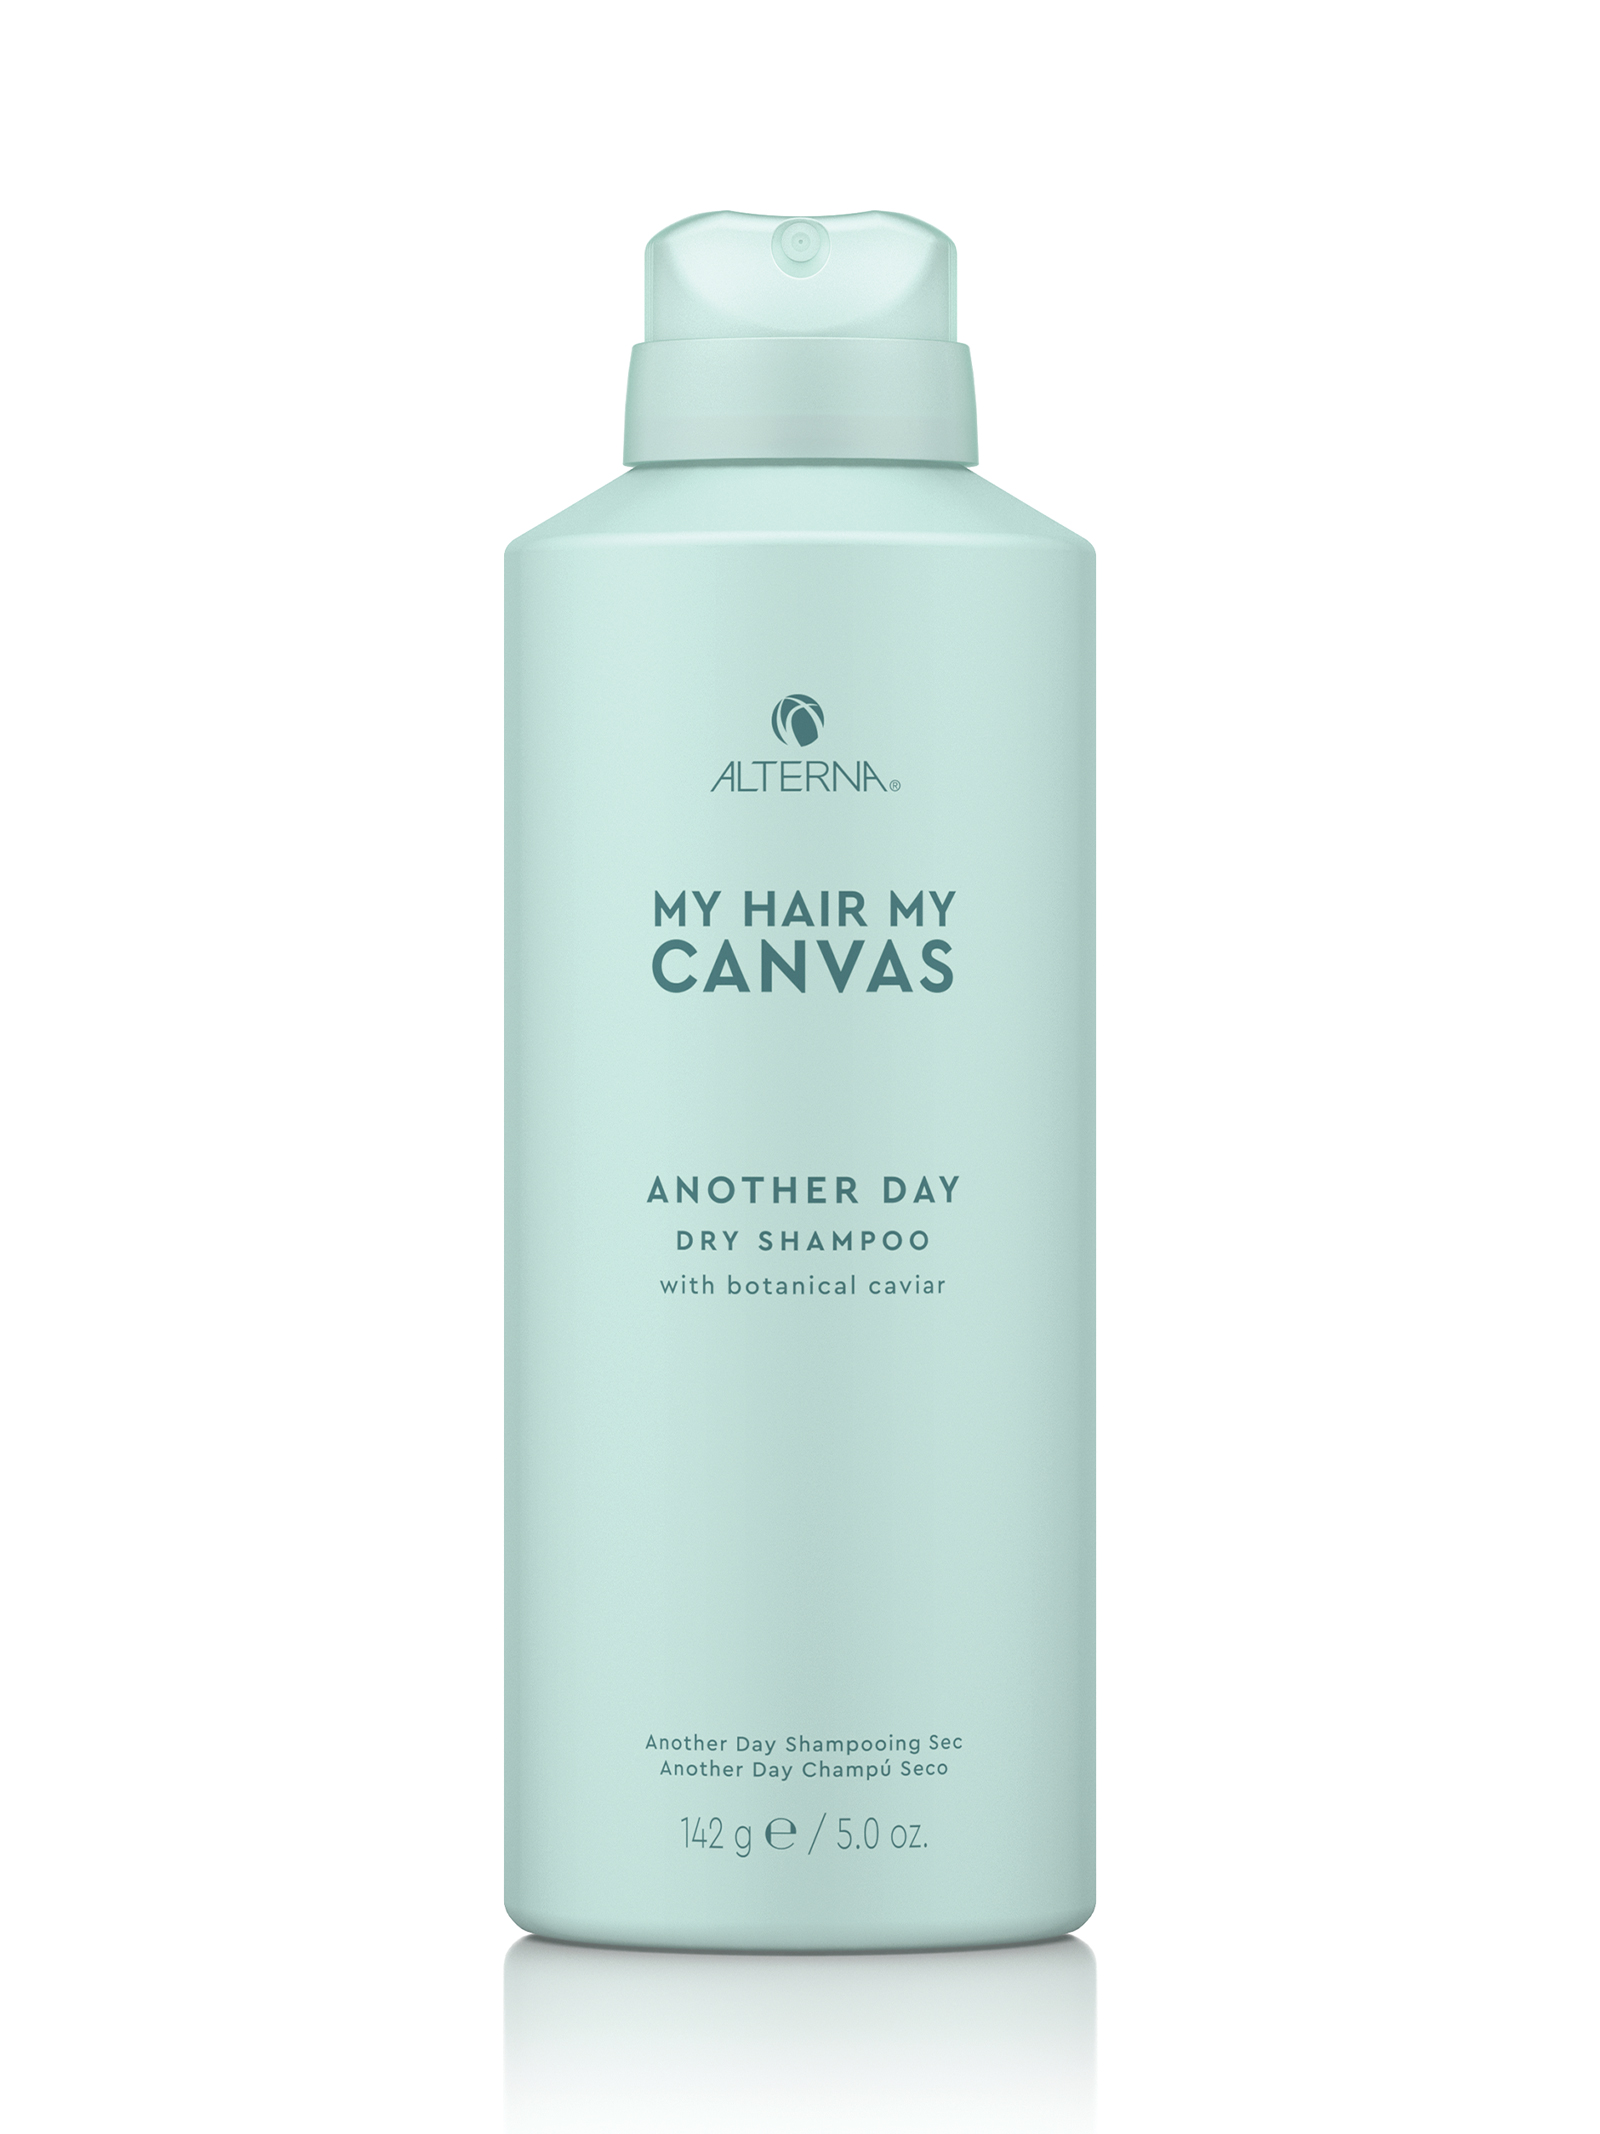 ALTERNA®
MY HAIR MY
CANVAS
ANOTHER DAY
DRY SHAMPOO
with botanical caviar
Another Day Shampooing Sec
Another Day Champú Seco
142 g ℮ / 5.0 oz.